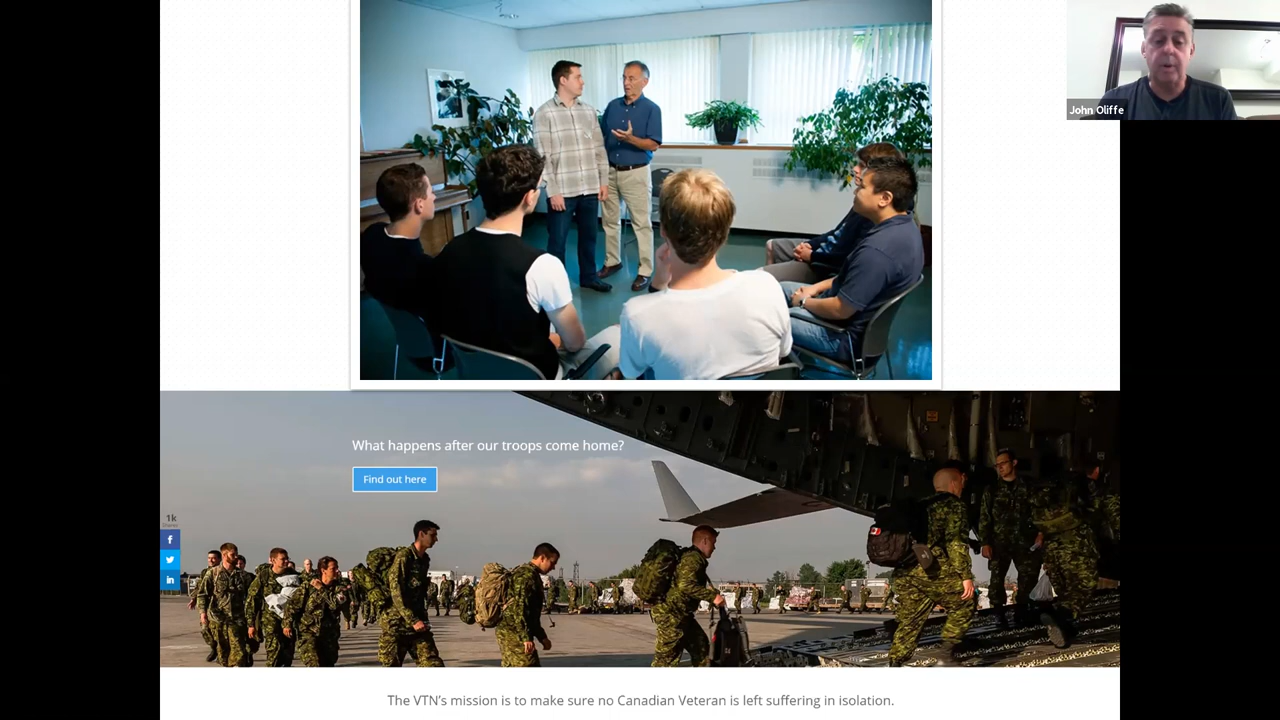 John Oliffe
What happens after our troops come home?
Find out here
1k
Shares
The VTN's mission is to make sure no Canadian Veteran is left suffering in isolation.